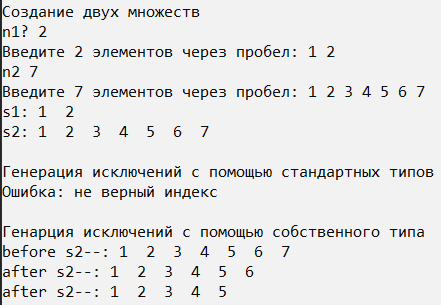 Создание двух множеств
n1? 2
Введите 2 элементов через пробел: 1 2
n2 7
Введите 7 элементов через пробел: 1 2 3 4 5 6 7
s1: 1  2
s2: 1  2  3  4  5  6  7
Генерация исключений с помощью стандартных типов
Ошибка: не верный индекс
Генарция исключений с помощью собственного типа
before s2--: 1  2  3  4  5  6  7
after s2--: 1  2  3  4  5  6
after s2--: 1  2  3  4  5